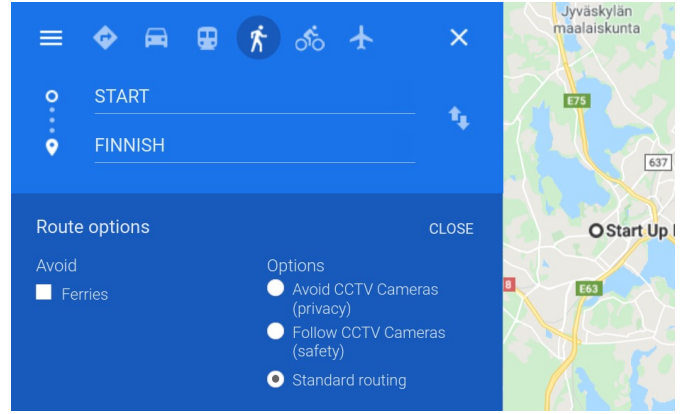 START
FINNISH
Route options
CLOSE
Avoid
Ferries
Options
Avoid CCTV Cameras
(privacy)
Follow CCTV Cameras
(safety)
Standard routing
Jyväskylän
maalaiskunta
E75
637
Start Up
8
E63